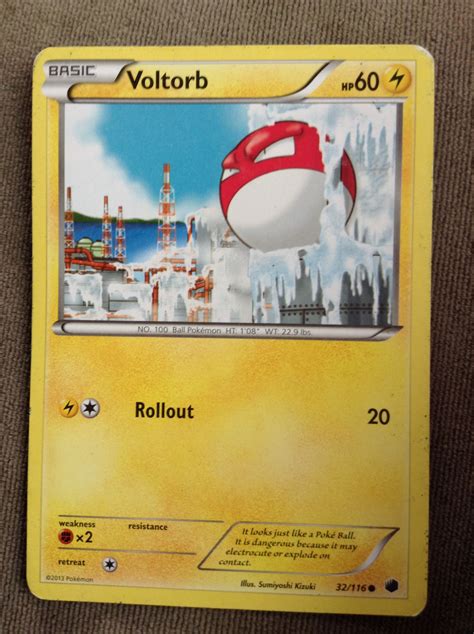 BASIC Voltorb HP60
NO. 100 Ball Pokémon HT: 1'08" WT: 22.9 lbs.
Rollout 20
weakness resistance
×2
It looks just like a Poké Ball.
It is dangerous because it may
electrocute or explode on
contact.
retreat
©2013 Pokémon Illus. Sumiyoshi Kizuki 32/116